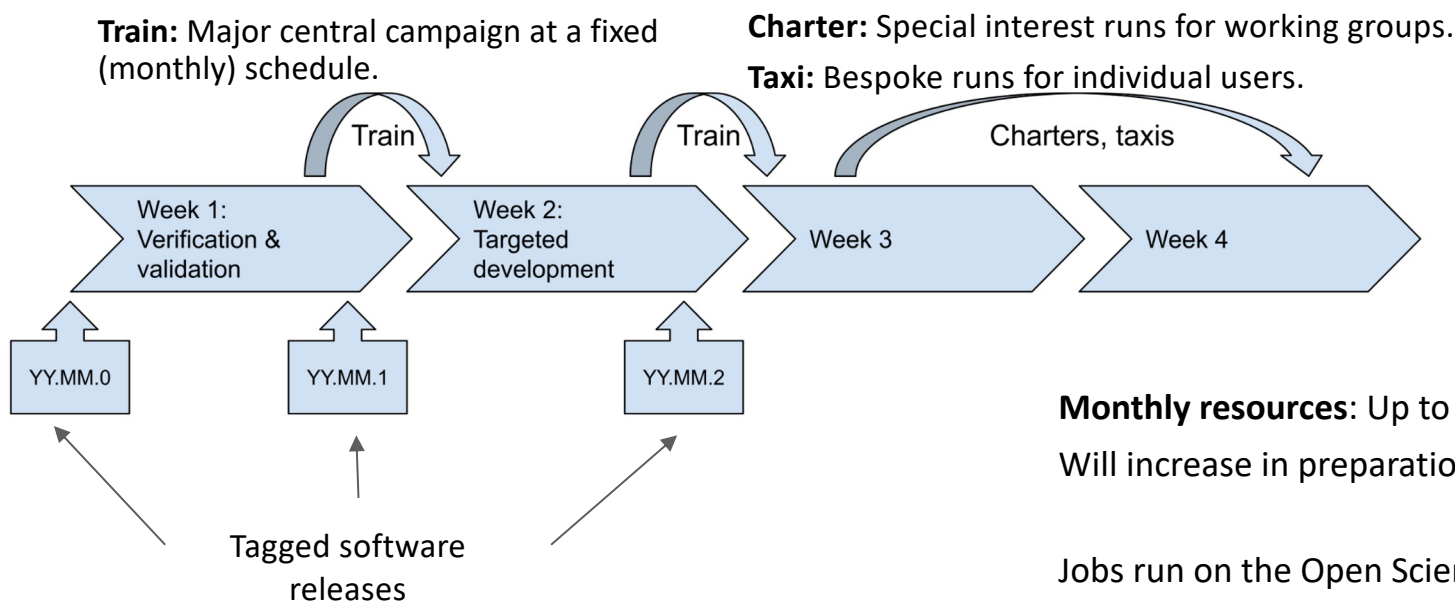 Train: Major central campaign at a fixed
(monthly) schedule.
Charter: Special interest runs for working groups.
Taxi: Bespoke runs for individual users.
Train
Train
Charters, taxis
Week 1:
Verification &
validation
Week 2:
Targeted
development
Week 3
Week 4
YY.MM.0
YY.MM.1
YY.MM.2
Tagged software
releases
Monthly resources: Up to
Will increase in
Jobs run on the Open